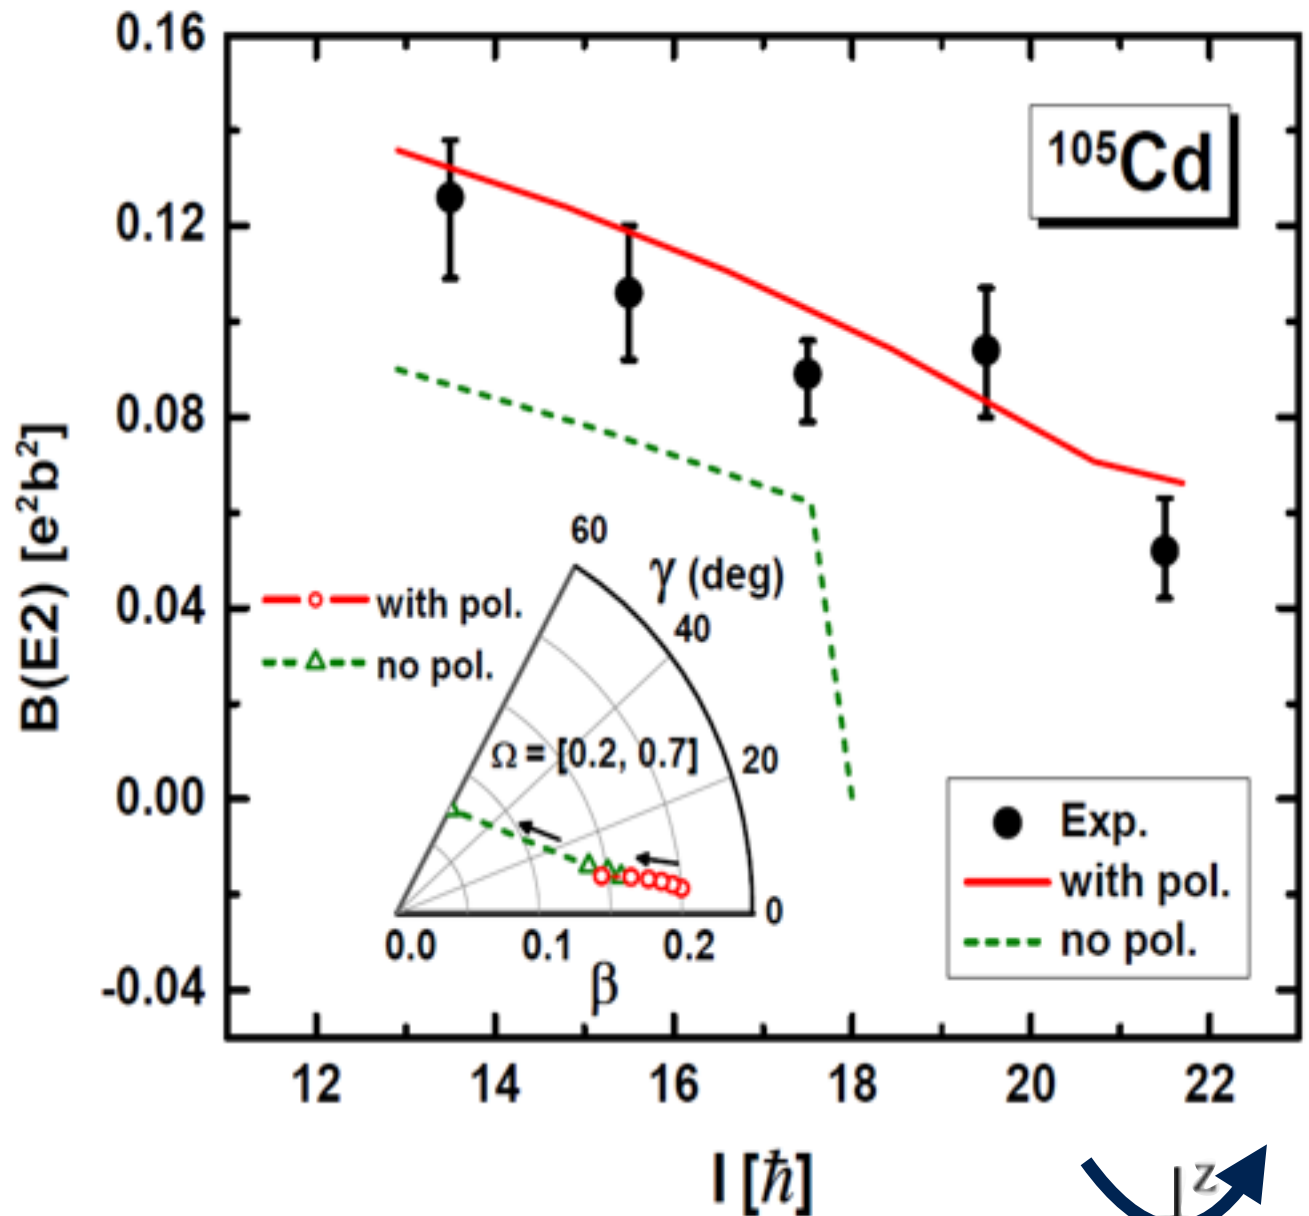 0.16
0.12
0.08
0.04
0.00
-0.04
B(E2) [e²b²]
¹⁰⁵Cd
60
γ (deg)
40
20
0
with pol.
no pol.
Ω = [0.2, 0.7]
0.0 0.1 0.2
β
Exp.
with pol.
no pol.
12 14 16 18 20 22
I [ℏ]
z